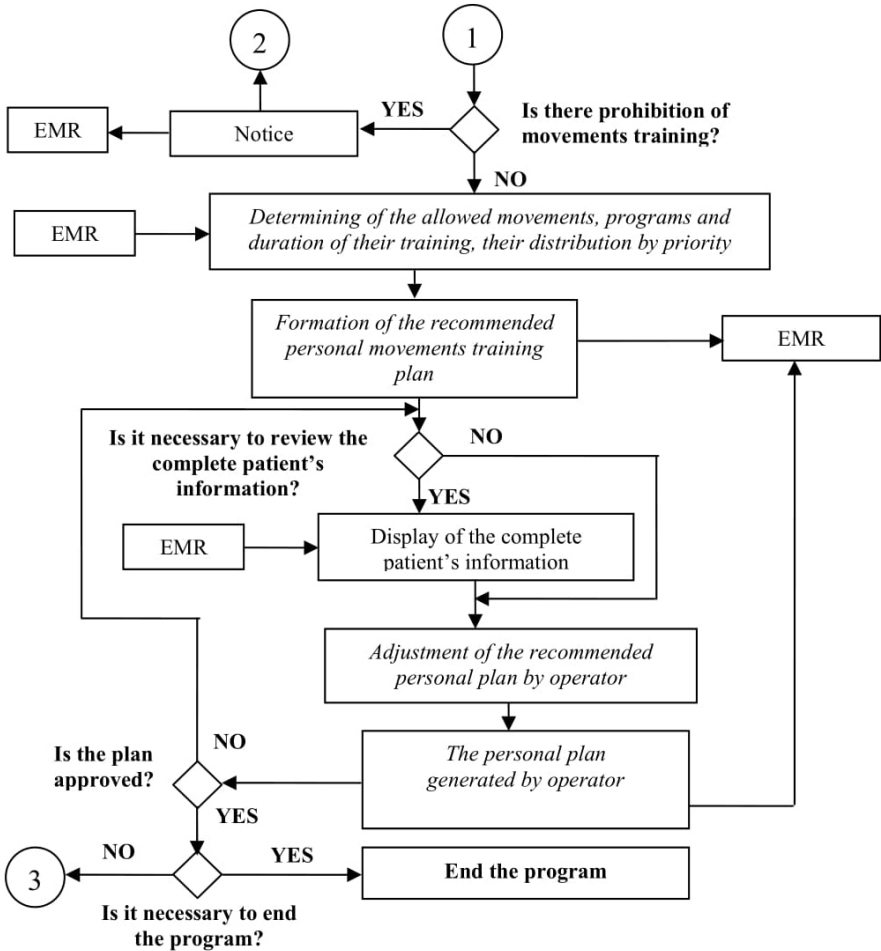 2
1
YES
Is there prohibition of
movements training?
EMR
Notice
NO
Determining of the allowed movements, programs and
duration of their training, their distribution by priority
EMR
Formation of the recommended
personal movements training
plan
EMR
Is it necessary to review the
complete patient's
information?
NO
YES
EMR
Display of the complete
patient's information
Adjustment of the recommended
personal plan by operator
Is the plan
approved?
NO
The personal plan
generated by operator
YES
3
NO
YES
End the program
Is it necessary to end
the program?